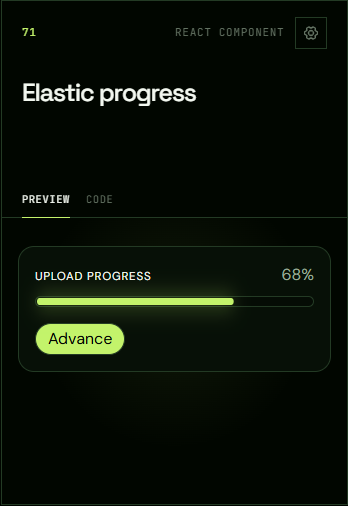 71
REACT COMPONENT
Elastic progress
PREVIEW CODE
UPLOAD PROGRESS 68%
Advance